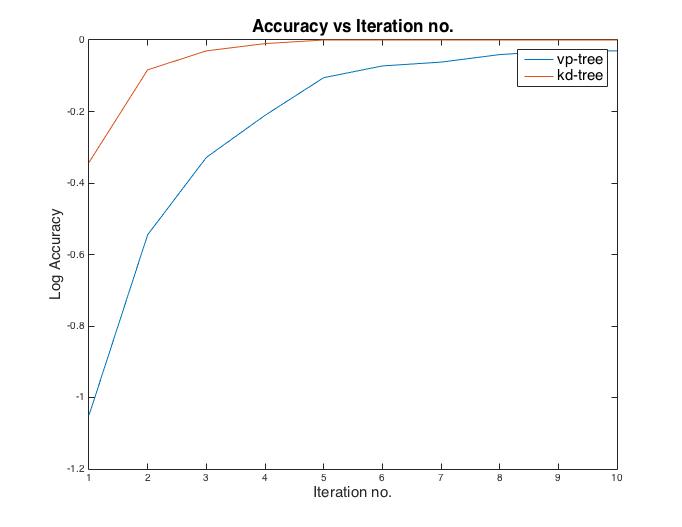 Accuracy vs Iteration no.
0
-0.2
-0.4
-0.6
-0.8
-1
-1.2
Log Accuracy
vp-tree
kd-tree
1 2 3 4 5 6 7 8 9 10
Iteration no.